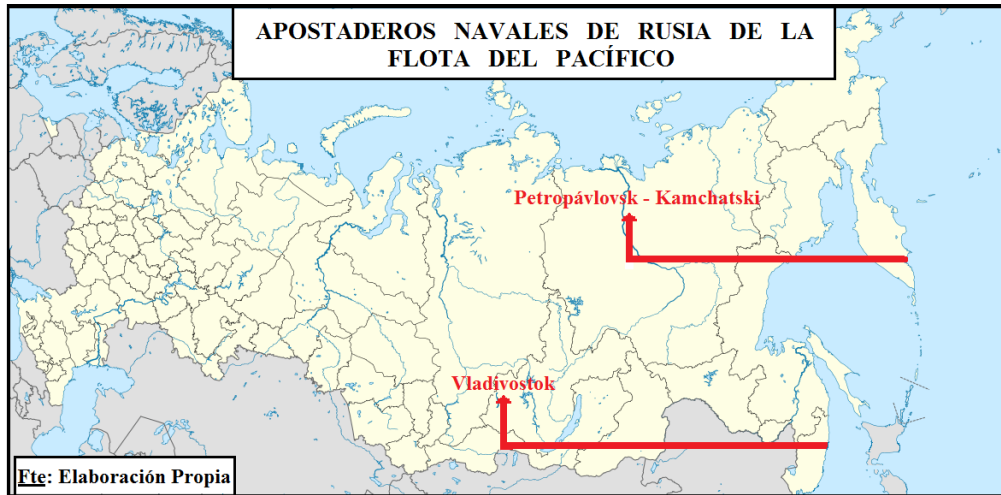 APOSTADEROS NAVALES DE RUSIA DE LA
FLOTA DEL PACÍFICO
Petropávlovsk - Kamchatski
Vladivostok
Fte: Elaboración Propia